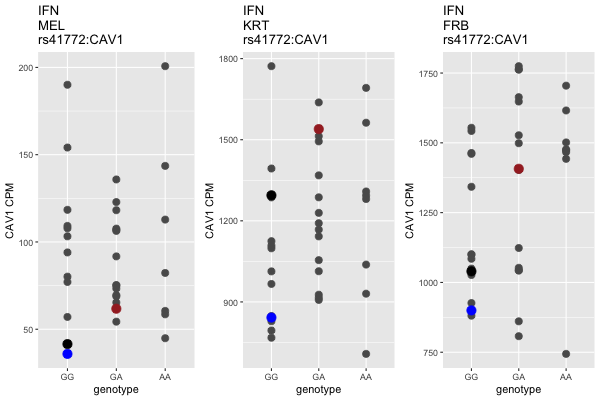 IFN
MEL
rs41772:CAV1
200
150
100
50
CAV1 CPM
GG GA AA
genotype
IFN
KRT
rs41772:CAV1
1800
1500
1200
900
CAV1 CPM
GG GA AA
genotype
IFN
FRB
rs41772:CAV1
1750
1500
1250
1000
750
CAV1 CPM
GG GA AA
genotype